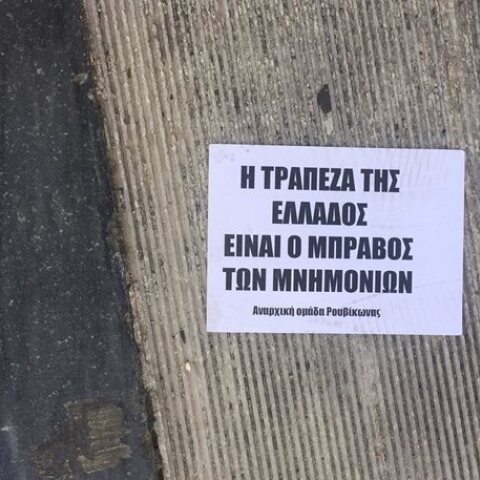 Η ΤΡΑΠΕΖΑ ΤΗΣ
ΕΛΛΑΔΟΣ
ΕΙΝΑΙ Ο ΜΠΡΑΒΟΣ
ΤΩΝ ΜΝΗΜΟΝΙΩΝ
Αναρχική ομάδα Ρουβίκωνας